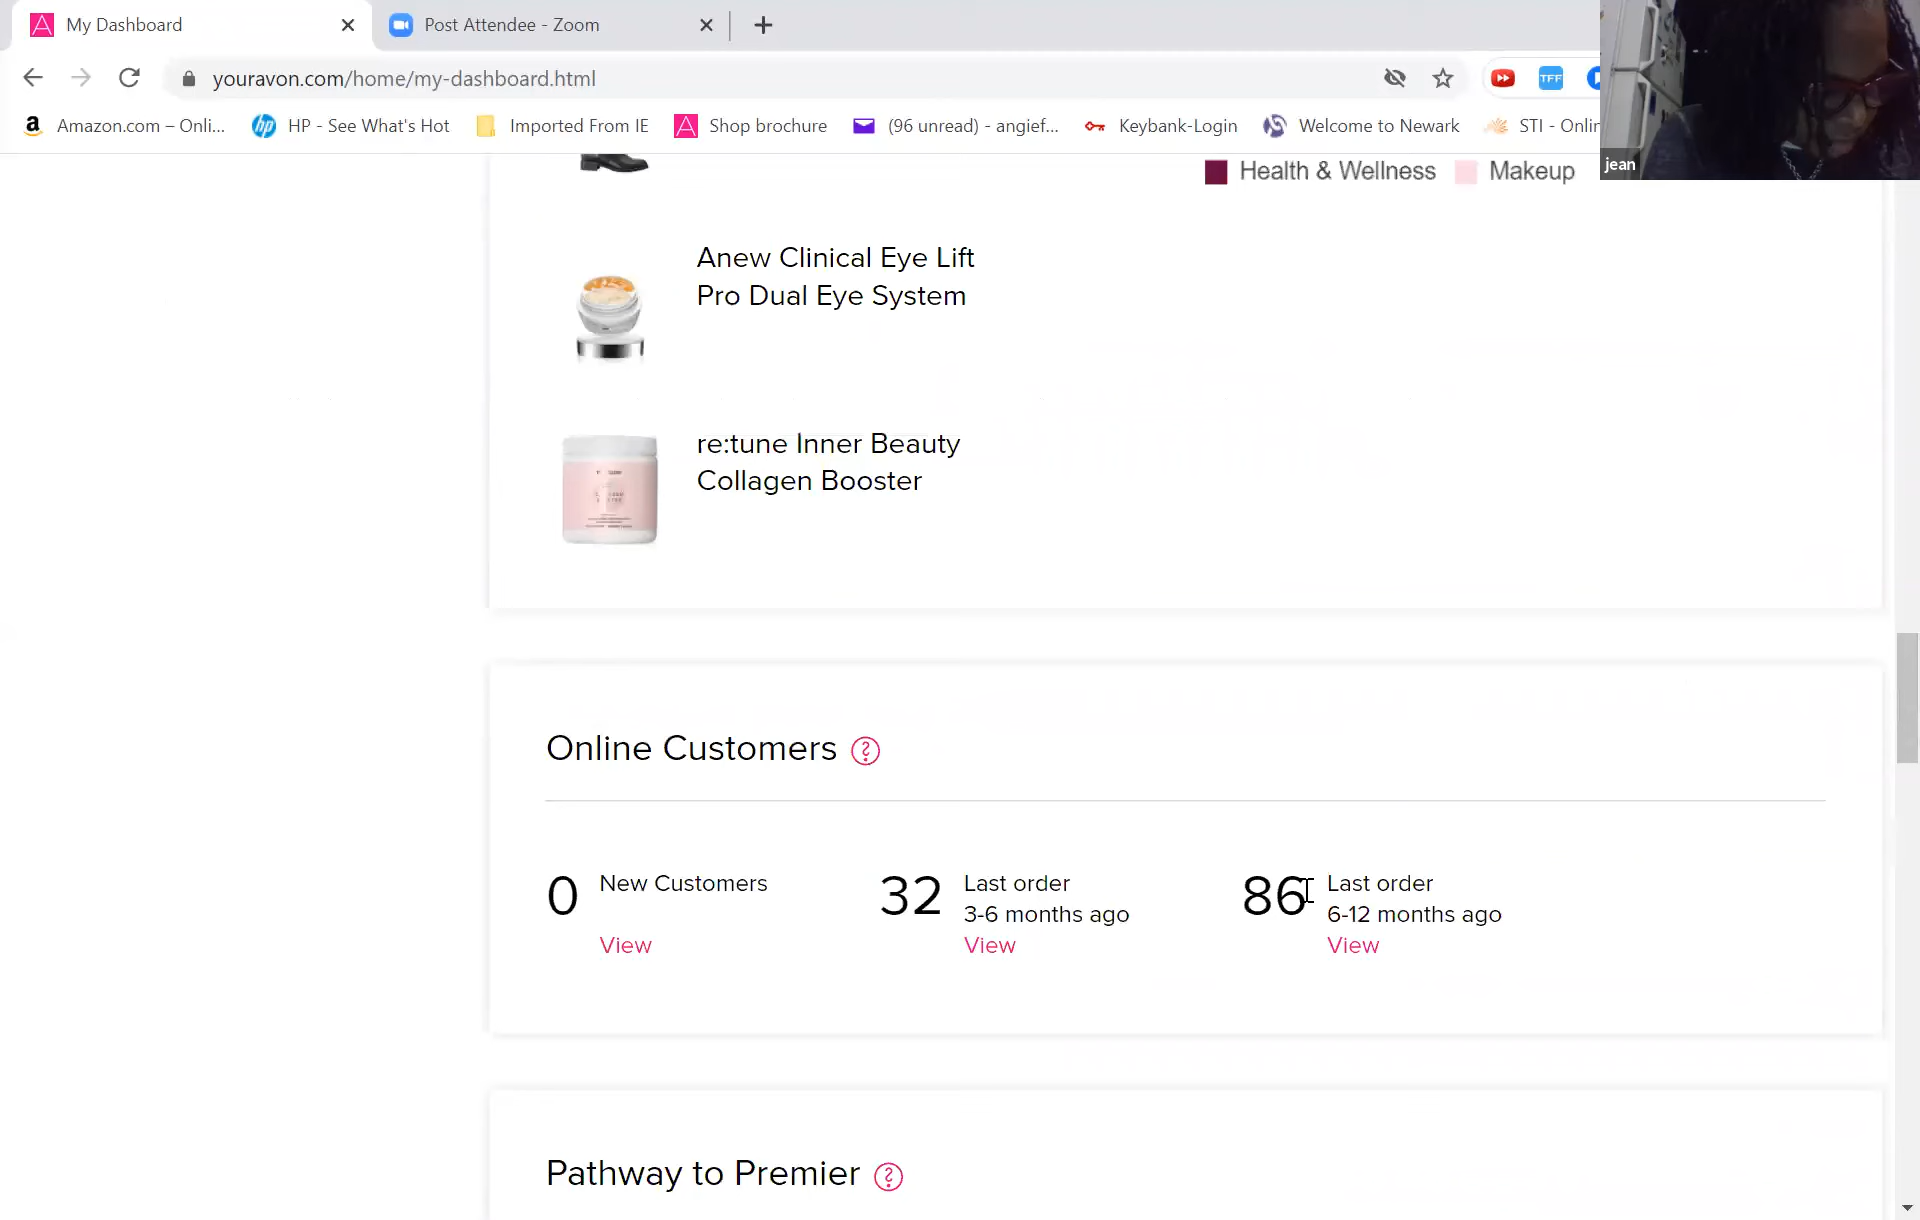 My Dashboard
Post Attendee - Zoom
youravon.com/home/my-dashboard.html
TFF
Amazon.com – Onli...
HP - See What's Hot
Imported From IE
Shop brochure
(96 unread) - angief...
Keybank-Login
Welcome to Newark
STI - Onlin
jean
Health & Wellness
Makeup
Anew Clinical Eye Lift
Pro Dual Eye System
re:tune Inner Beauty
Collagen Booster
Online Customers
0 New Customers
View
32 Last order
3-6 months ago
View
86 Last order
6-12 months ago
View
Pathway to Premier